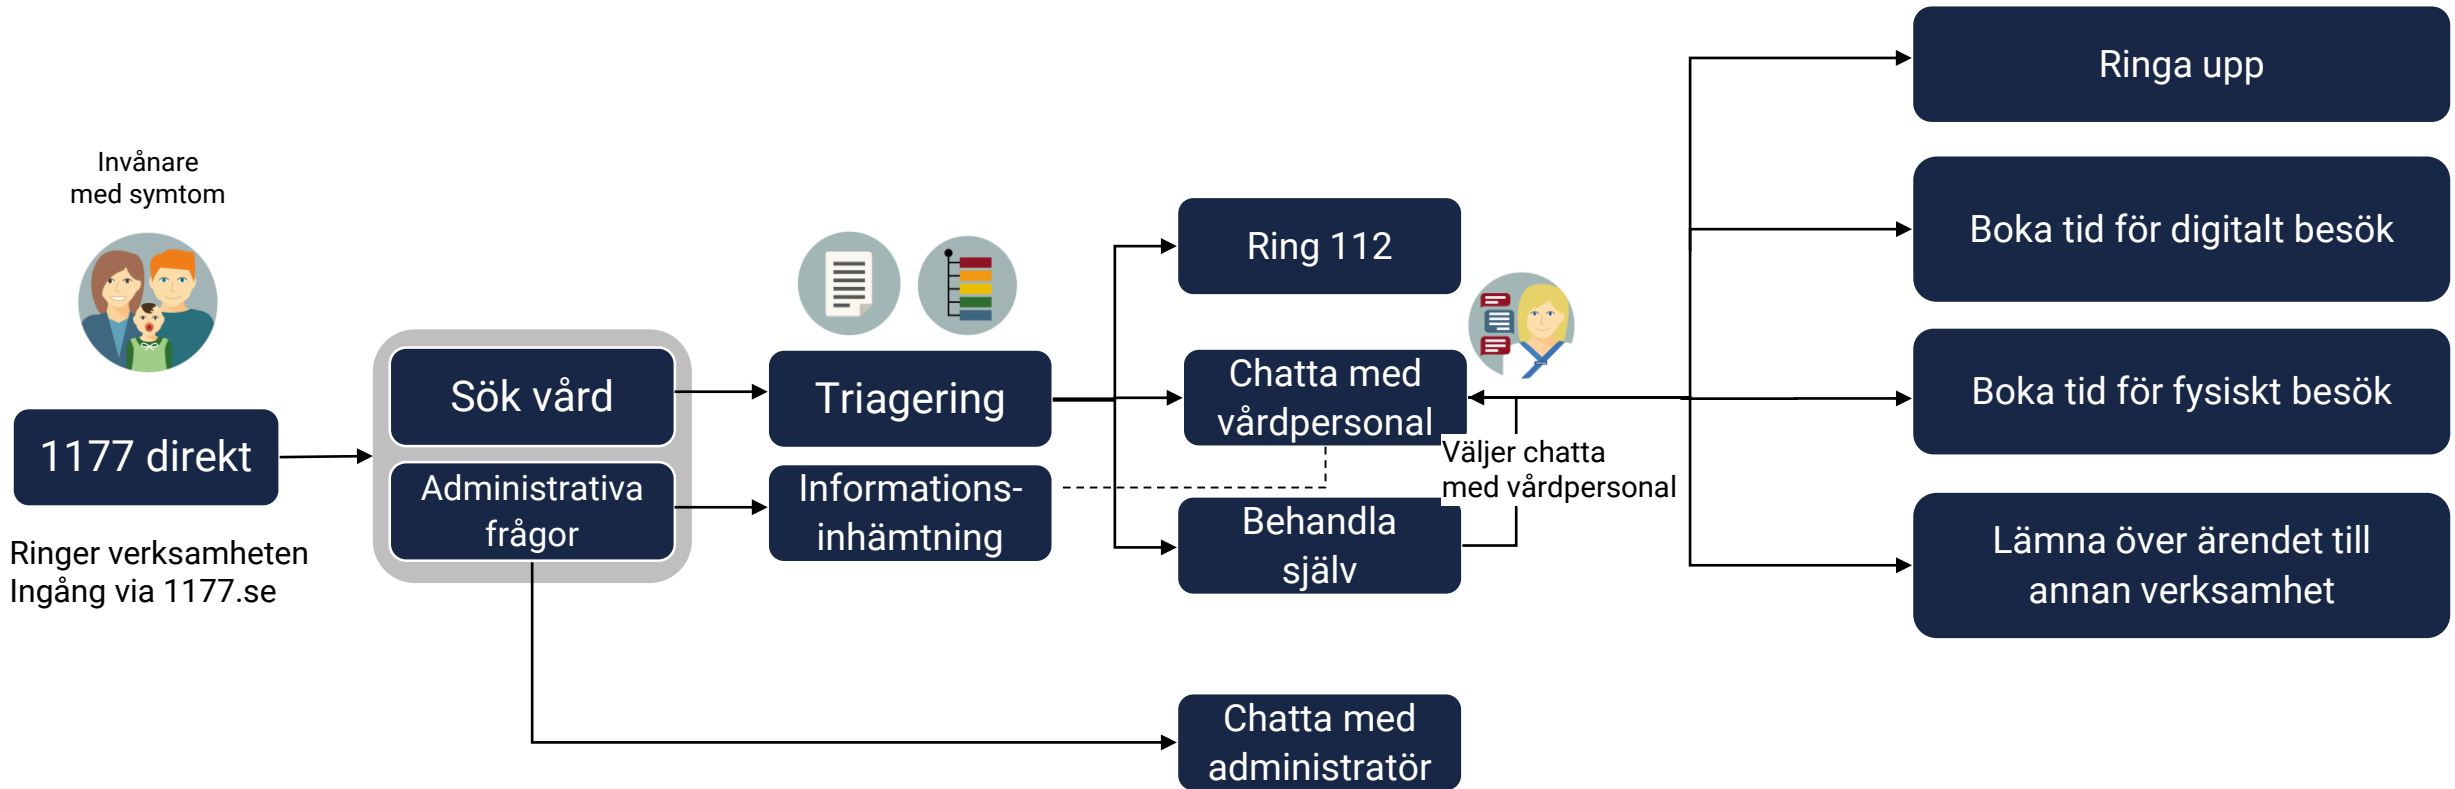 Invånare
med symtom
1177 direkt
Ringer verksamheten
Ingång via 1177.se
Sök vård
Administrativa
frågor
Triagering
Informations-
inhämtning
Ring 112
Chatta med
vårdpersonal
Väljer chatta
med vårdpersonal
Behandla
själv
Chatta med
administratör
Ringa upp
Boka tid för digitalt besök
Boka tid för fysiskt besök
Lämna över ärendet till
annan verksamhet